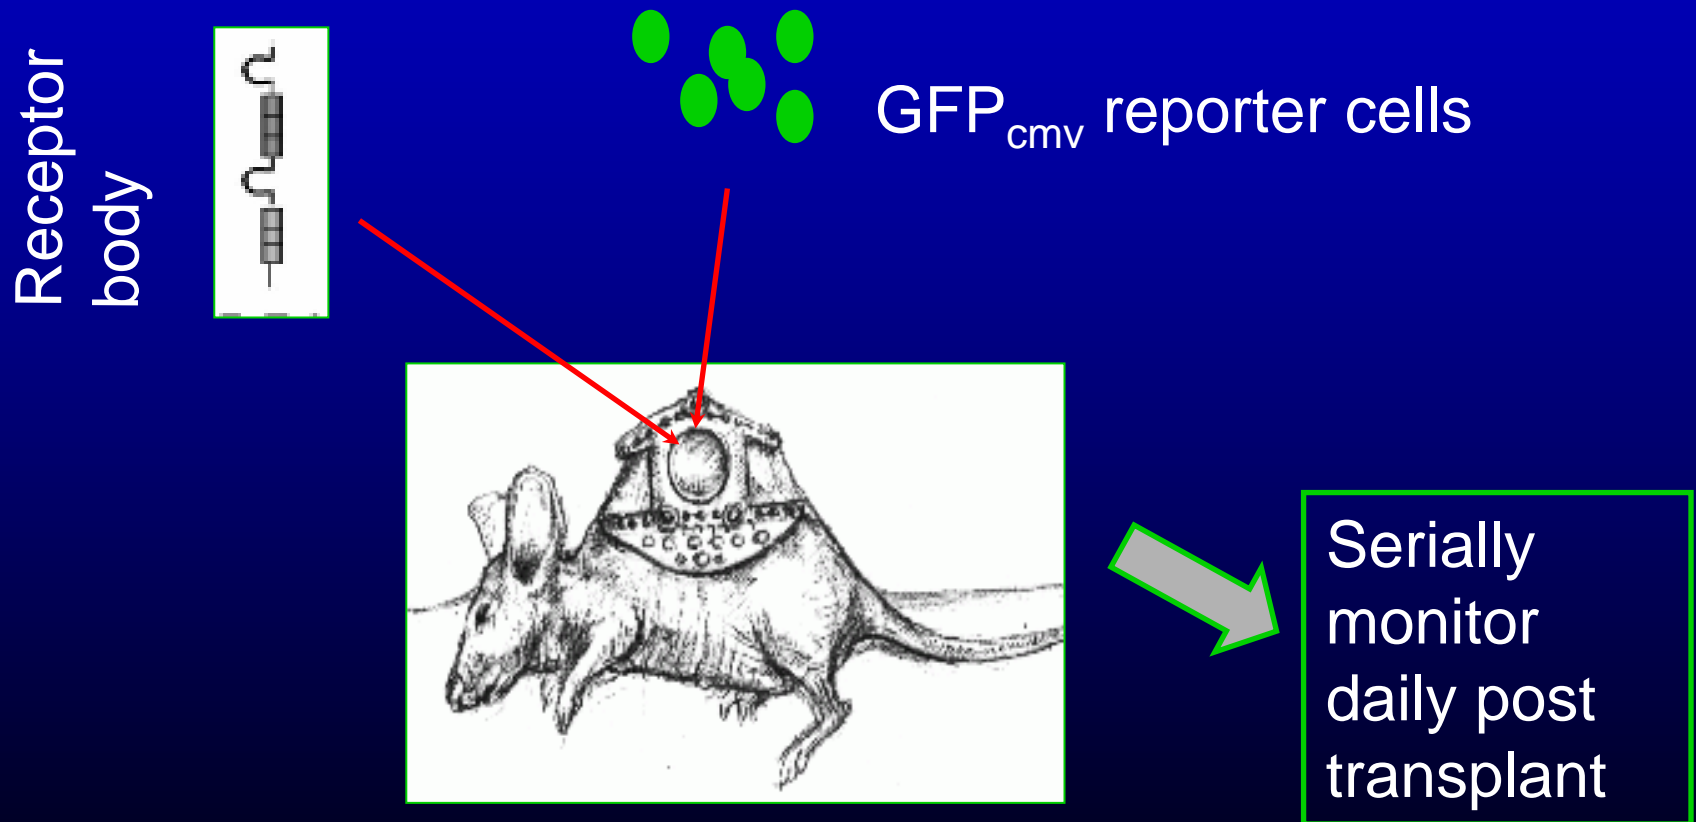 Receptor
body
GFPcmv reporter cells
Serially
monitor
daily post
transplant